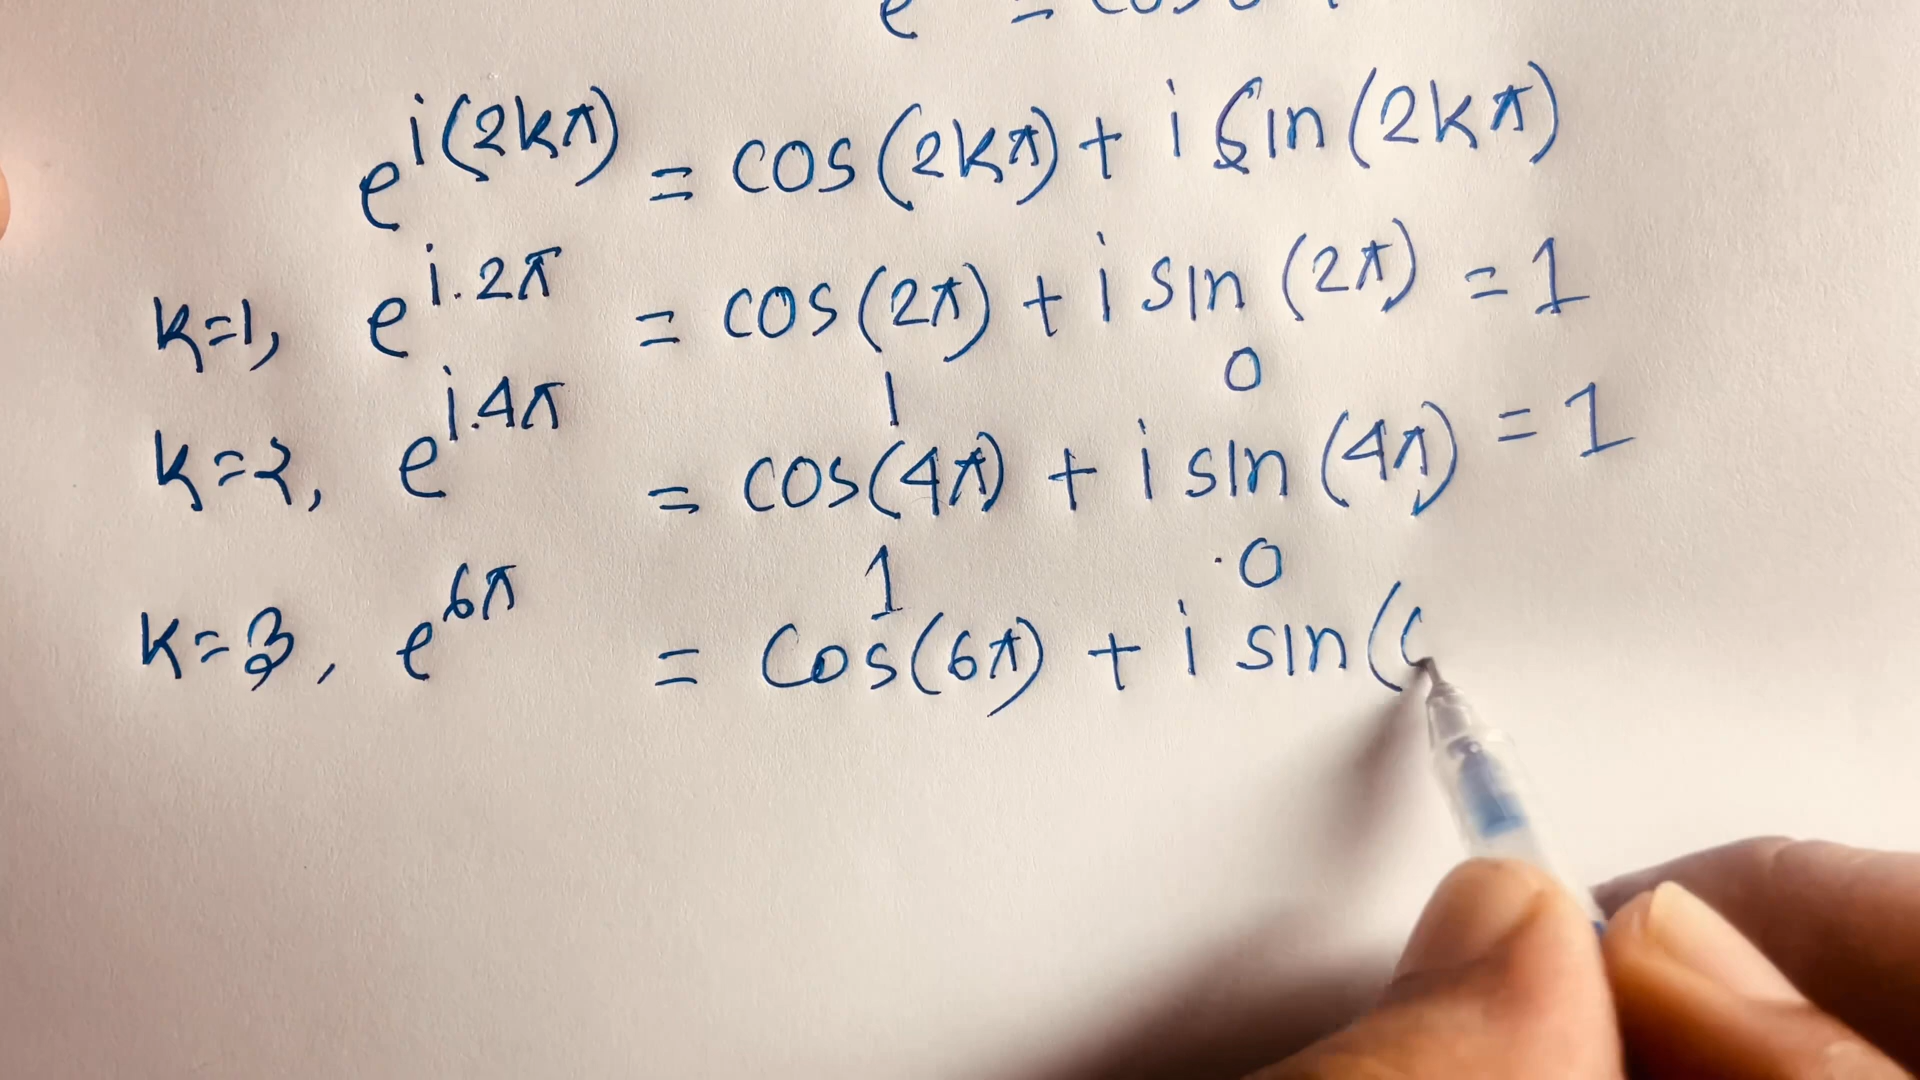 e^{i(2kπ)} = cos(2kπ) + i sin(2kπ)
k=1, e^{i.2π} = cos(2π) + i sin(2π) = 1
1 0
k=2, e^{i.4π} = cos(4π) + i sin(4π) = 1
1 0
k=3, e^{6π} = Cos(6π) + i sin(